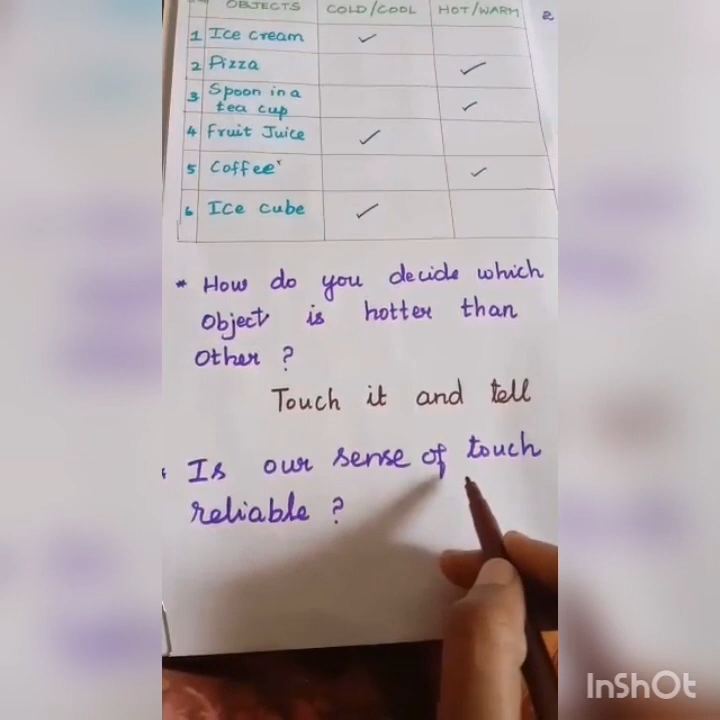 OBJECTS COLD/COOL HOT/WARM
2
1 Ice cream ✓
2 Pizza ✓
3 Spoon in a
tea cup ✓
4 Fruit Juice ✓
5 Coffee ✓
6 Ice cube ✓
* How do you decide which
Object is hotter than
Other ?
Touch it and tell
* Is our sense of touch
reliable ?
InShOt